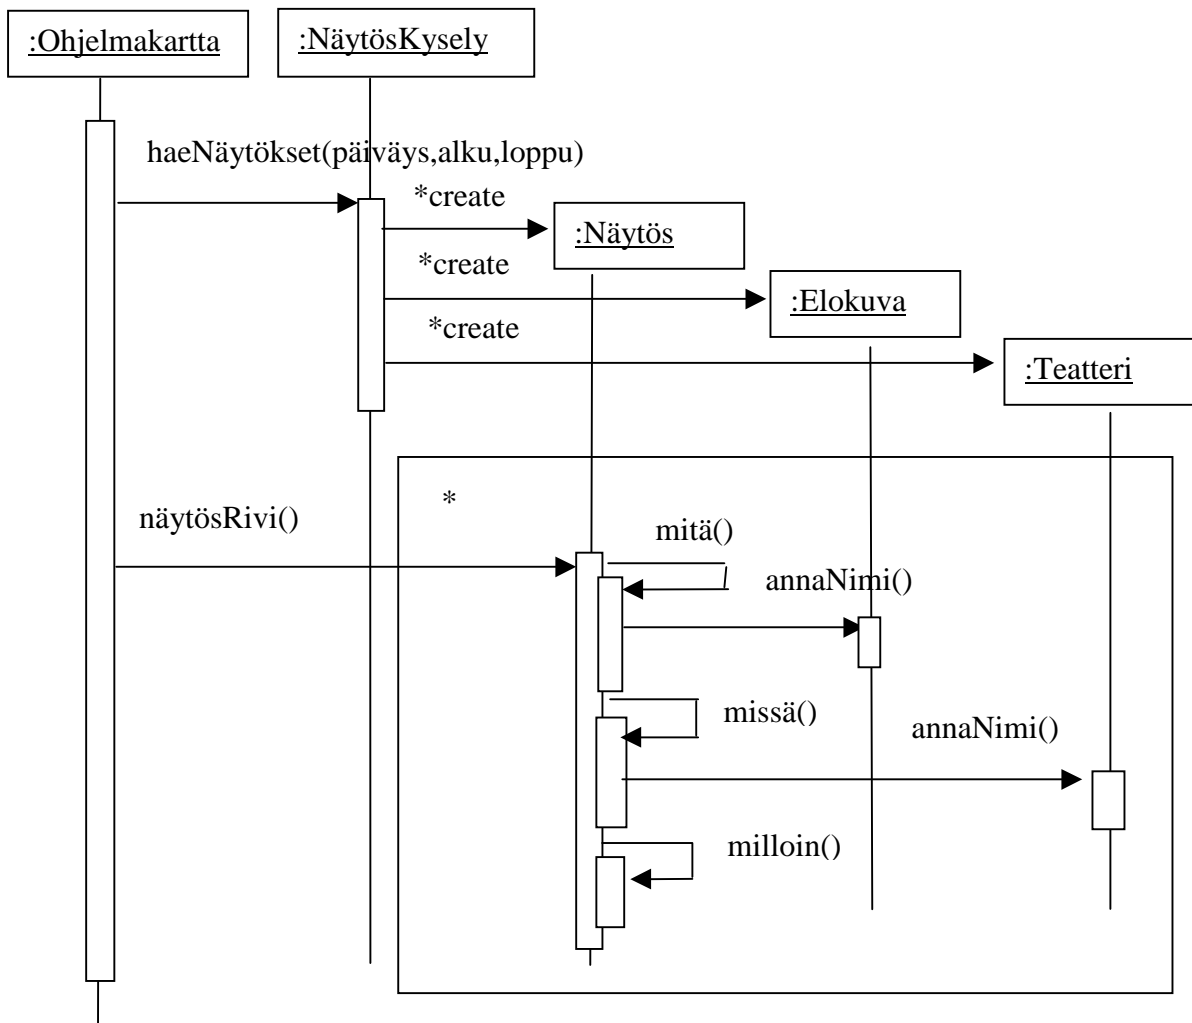 :Ohjelmakartta
:NäytösKysely
haeNäytökset(päiväys,alku,loppu)
*create
:Näytös
*create
:Elokuva
*create
:Teatteri
*
näytösRivi()
mitä()
annaNimi()
missä()
annaNimi()
milloin()